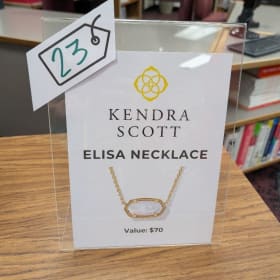 23
KENDRA
SCOTT
ELISA NECKLACE
Value: $70